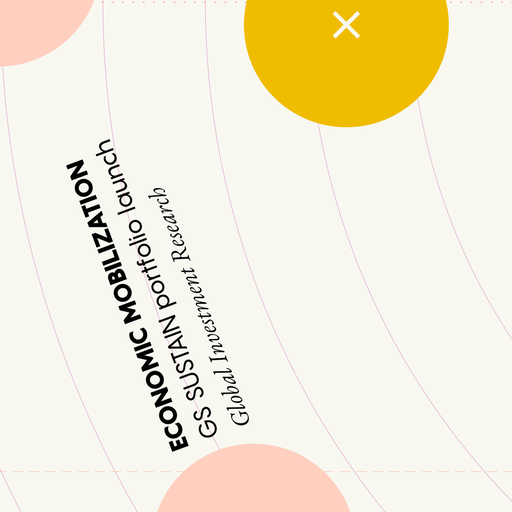 ECONOMIC MOBILIZATION
GS SUSTAIN portfolio launch
Global Investment Research